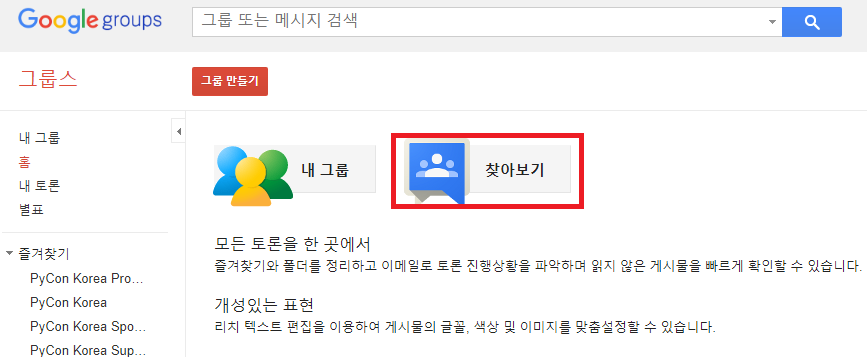 Google groups
그룹 또는 메시지 검색
그룹스
그룹 만들기
내 그룹
홈
내 토론
별표
즐겨찾기
PyCon Korea Pro...
PyCon Korea
PyCon Korea Spo...
PyCon Korea Sup...
내 그룹
찾아보기
모든 토론을 한 곳에서
즐겨찾기와 폴더를 정리하고 이메일로 토론 진행상황을 파악하며 읽지 않은 게시물을 빠르게 확인할 수 있습니다.
개성있는 표현
리치 텍스트 편집을 이용하여 게시물의 글꼴, 색상 및 이미지를 맞춤설정할 수 있습니다.